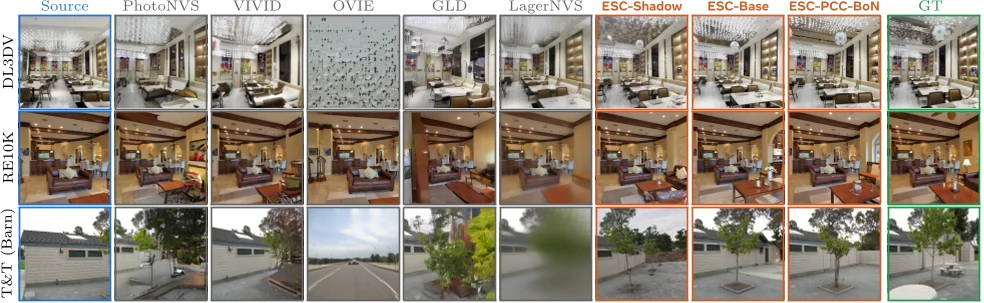 Source PhotoNVS VIVID OVIE GLD LagerNVS ESC-Shadow ESC-Base ESC-PCC-BoN GT
DL3DV
RE10K
T&T (Barn)